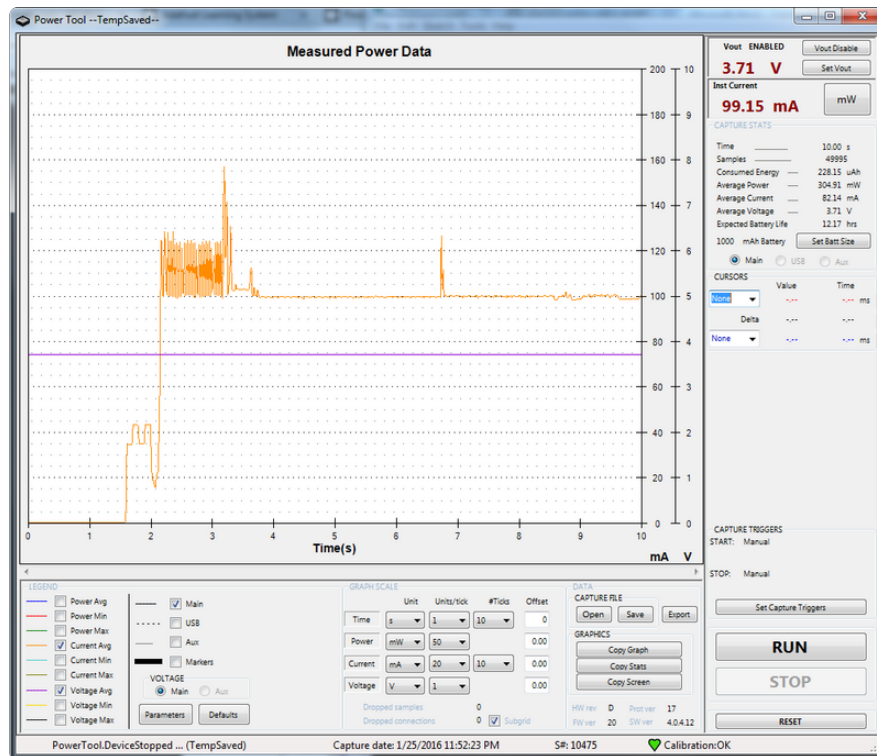 Power Tool --TempSaved--
Measured Power Data
200 10
180 9
160 8
140 7
120 6
100 5
80 4
60 3
40 2
20 1
0 0
0 1 2 3 4 5 6 7 8 9 10
Time(s)
mA V
Vout ENABLED
Vout Disable
3.71 V
Set Vout
Inst Current
99.15 mA
mW
CAPTURE STATS
Time 10.00 s
Samples 49995
Consumed Energy 228.15 uAh
Average Power 304.91 mW
Average Current 82.14 mA
Average Voltage 3.71 V
Expected Battery Life 12.17 hrs
1000 mAh Battery Set Batt Size
Main USB Aux
CURSORS
Value Time
None -.-- -.-- ms
Delta -.-- -.--
None -.-- -.-- ms
CAPTURE TRIGGERS
START: Manual
STOP: Manual
Set Capture Triggers
RUN
STOP
RESET
LEGEND
Power Avg
Power Min
Power Max
Current Avg
Current Min
Current Max
Voltage Avg
Voltage Min
Voltage Max
Main
USB
Aux
Markers
VOLTAGE
Main Aux
Parameters Defaults
GRAPH SCALE
Unit Units/tick #Ticks Offset
Time s 1 10 0
Power mW 50 0.00
Current mA 20 10 0.00
Voltage V 1 0.00
Dropped samples 0
Dropped connections 0 Subgrid
DATA
CAPTURE FILE
Open Save Export
GRAPHICS
Copy Graph
Copy Stats
Copy Screen
HW rev D Prot ver 17
FW ver 20 SW ver 4.0.4.12
PowerTool.DeviceStopped ... (TempSaved) Capture date: 1/25/2016 11:52:23 PM S#: 10475 Calibration:OK